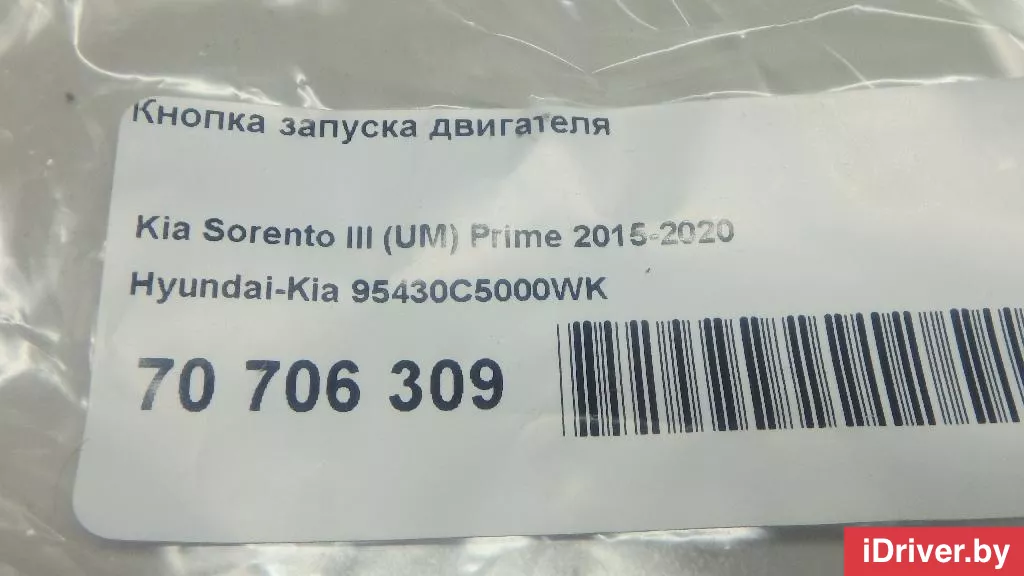 Кнопка запуска двигателя
Kia Sorento III (UM) Prime 2015-2020
Hyundai-Kia 95430C5000WK
70 706 309
iDriver.by